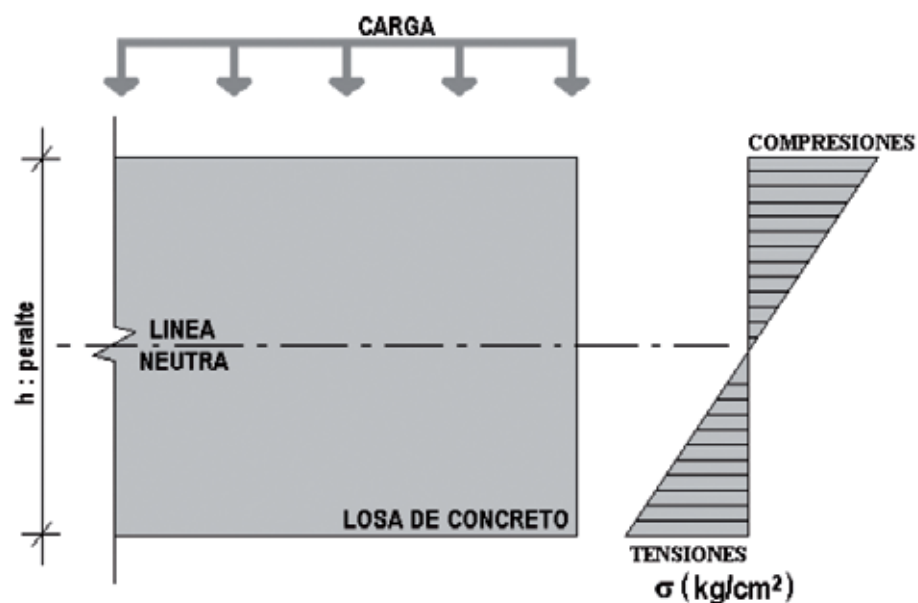 CARGA
COMPRESIONES
h : peralte
LINEA
NEUTRA
LOSA DE CONCRETO
TENSIONES
σ (kg/cm²)